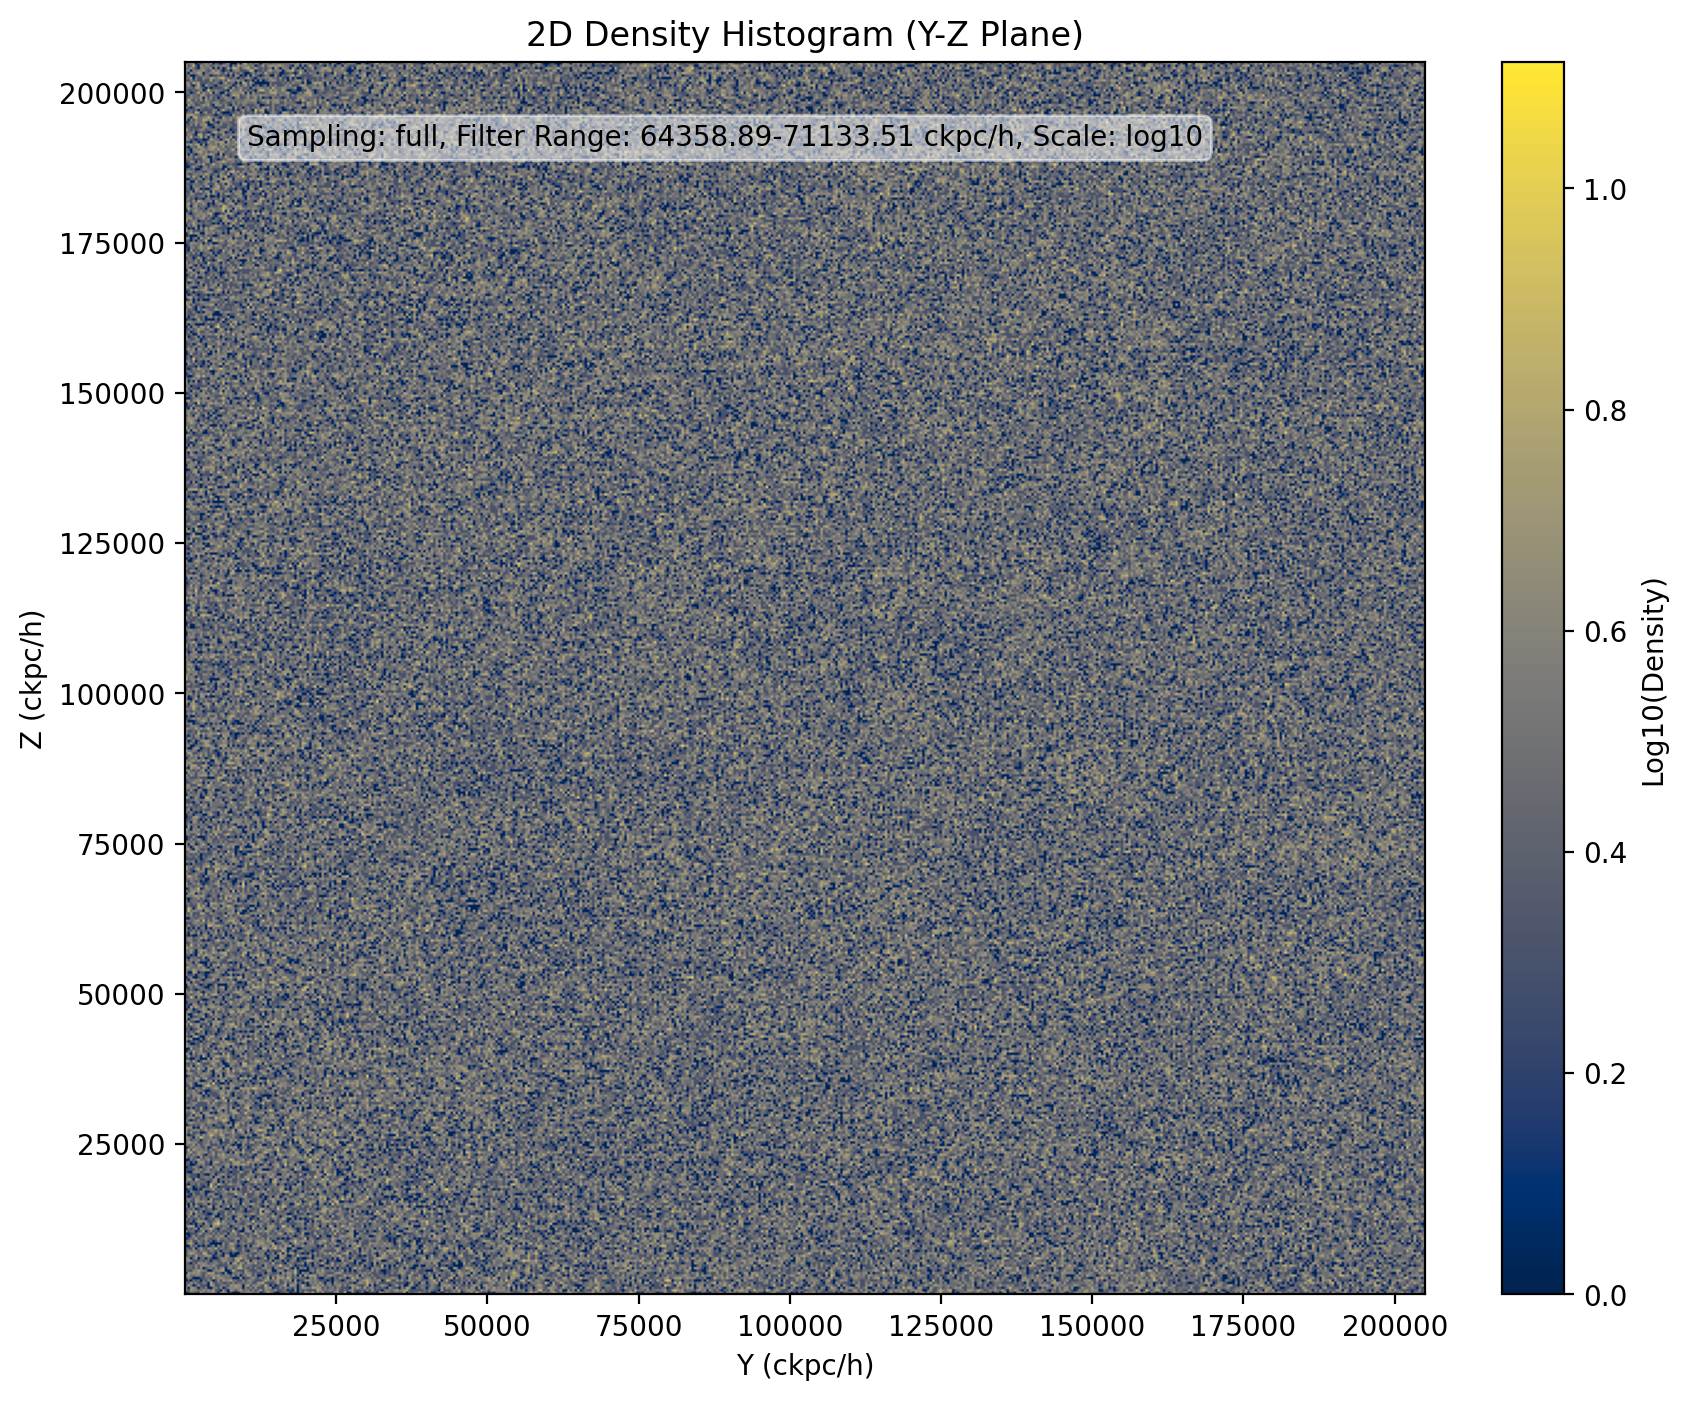 2D Density Histogram (Y-Z Plane)
Sampling: full, Filter Range: 64358.89-71133.51 ckpc/h, Scale: log10
Z (ckpc/h)
200000
175000
150000
125000
100000
75000
50000
25000
25000 50000 75000 100000 125000 150000 175000 200000
Y (ckpc/h)
1.0
0.8
0.6
0.4
0.2
0.0
Log10(Density)